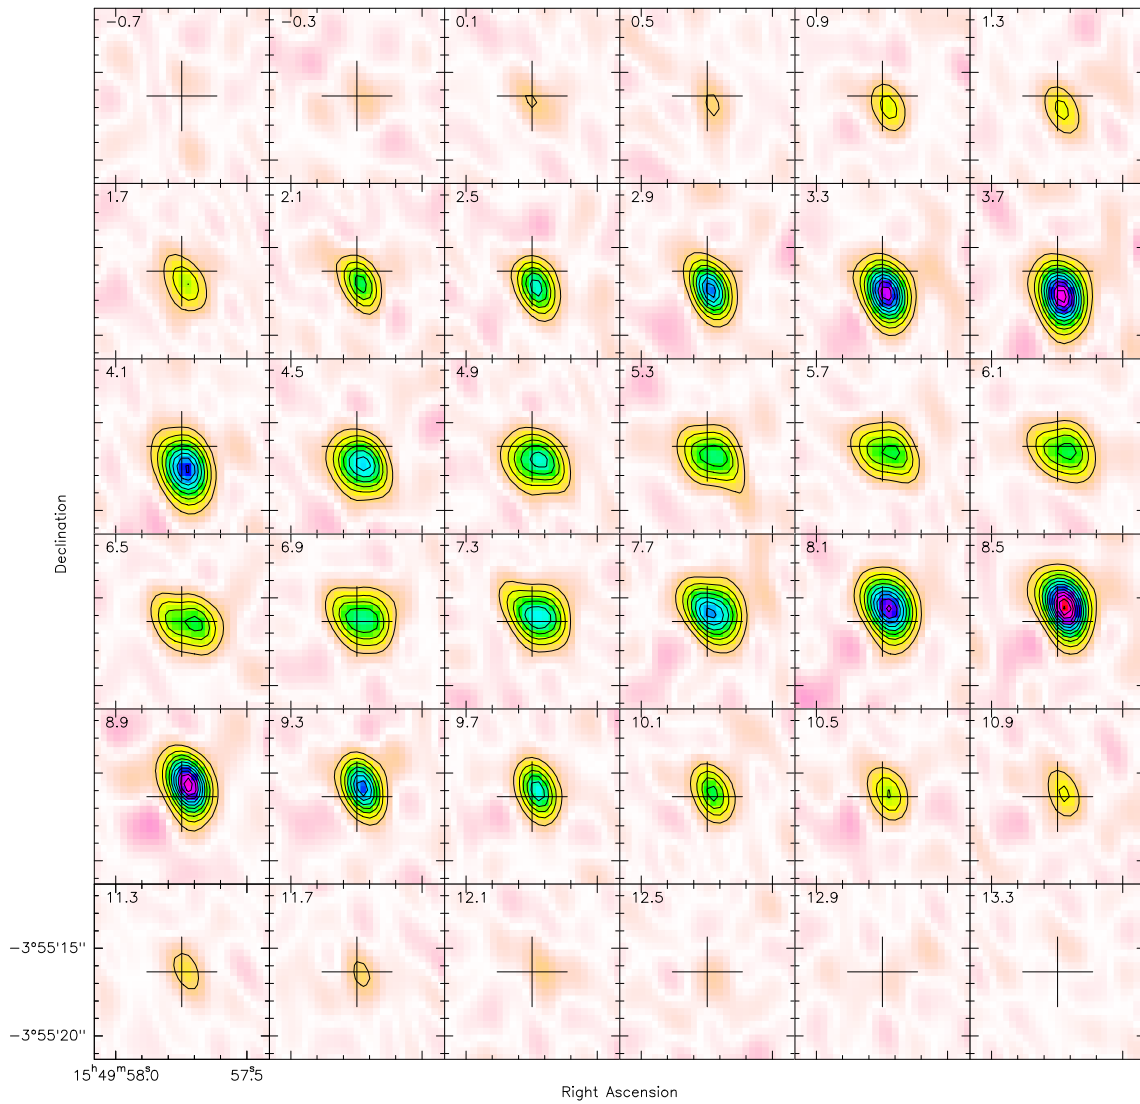 −0.7 −0.3 0.1 0.5 0.9 1.3
1.7 2.1 2.5 2.9 3.3 3.7
4.1 4.5 4.9 5.3 5.7 6.1
Declination
6.5 6.9 7.3 7.7 8.1 8.5
8.9 9.3 9.7 10.1 10.5 10.9
11.3 11.7 12.1 12.5 12.9 13.3
−3°55'15"
−3°55'20"
15ʰ49ᵐ58ˢ.0 57ˢ.5
Right Ascension